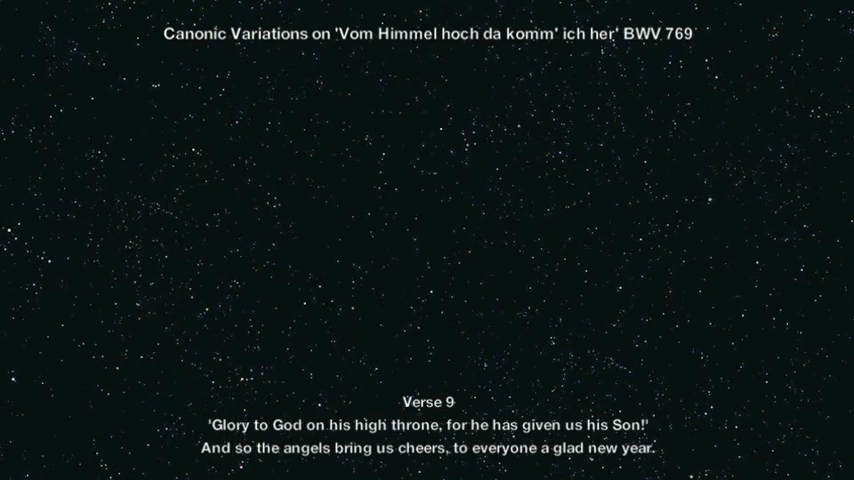 Canonic Variations on 'Vom Himmel hoch da komm' ich her' BWV 769
Verse 9
'Glory to God on his high throne, for he has given us his Son!'
And so the angels bring us cheers, to everyone a glad new year.